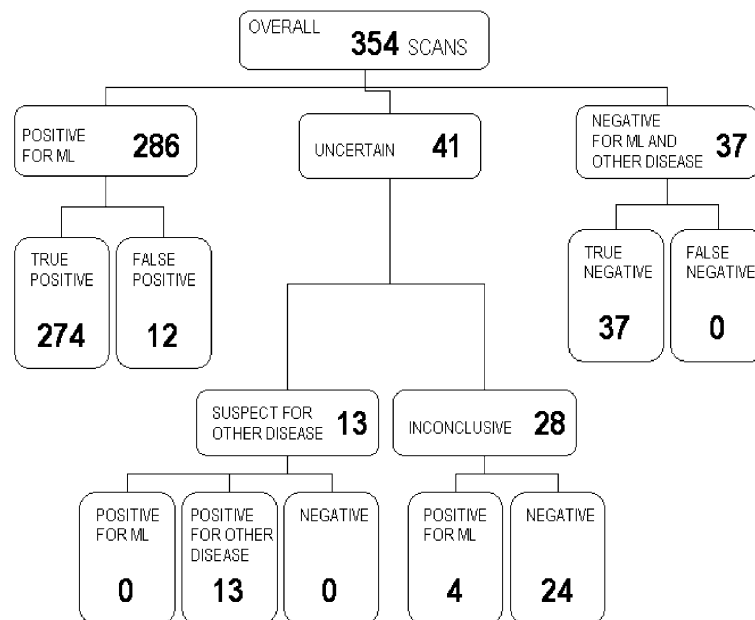 OVERALL
354 SCANS
POSITIVE
FOR ML 286
UNCERTAIN 41
NEGATIVE
FOR ML AND
OTHER DISEASE 37
TRUE
POSITIVE
274
FALSE
POSITIVE
12
TRUE
NEGATIVE
37
FALSE
NEGATIVE
0
SUSPECT FOR
OTHER DISEASE 13
INCONCLUSIVE 28
POSITIVE
FOR ML
0
POSITIVE
FOR OTHER
DISEASE
13
NEGATIVE
0
POSITIVE
FOR ML
4
NEGATIVE
24